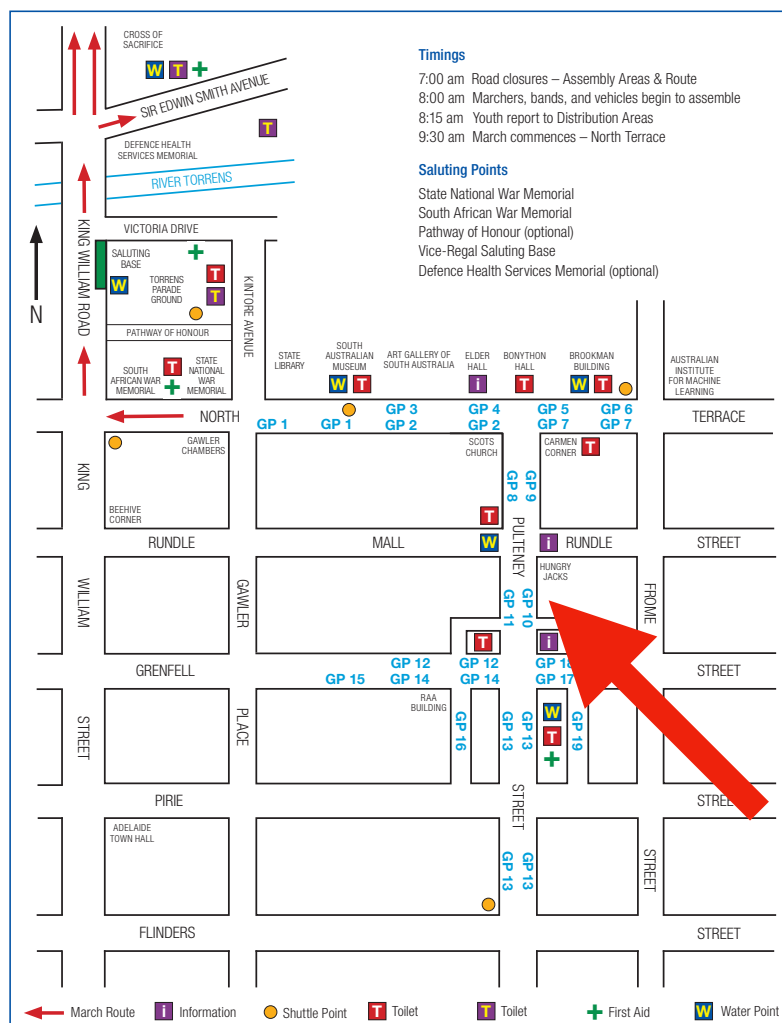 CROSS OF
SACRIFICE
W T
SIR EDWIN SMITH AVENUE
T
DEFENCE HEALTH
SERVICES MEMORIAL
RIVER TORRENS
Timings
7:00 am Road closures – Assembly Areas & Route
8:00 am Marchers, bands, and vehicles begin to assemble
8:15 am Youth report to Distribution Areas
9:30 am March commences – North Terrace
Saluting Points
State National War Memorial
South African War Memorial
Pathway of Honour (optional)
Vice-Regal Saluting Base
Defence Health Services Memorial (optional)
N
KING WILLIAM ROAD
VICTORIA DRIVE
SALUTING
BASE
W
TORRENS
PARADE
GROUND
T
T
KINTORE AVENUE
PATHWAY OF HONOUR
SOUTH
AFRICAN WAR
MEMORIAL
T
STATE
NATIONAL
WAR
MEMORIAL
STATE
LIBRARY
SOUTH
AUSTRALIAN
MUSEUM
W T
ART GALLERY OF
SOUTH AUSTRALIA
ELDER
HALL
i
BONYTHON
HALL
T
BROOKMAN
BUILDING
W T
AUSTRALIAN
INSTITUTE
FOR MACHINE
LEARNING
NORTH
TERRACE
GP 3 GP 4 GP 5 GP 6
GP 1 GP 1 GP 2 GP 2 GP 7 GP 7
GAWLER
CHAMBERS
SCOTS
CHURCH
CARMEN
CORNER
T
KING
GP 8
GP 9
BEEHIVE
CORNER
T
RUNDLE
MALL
W
PULTENEY
i
RUNDLE
STREET
HUNGRY
JACKS
WILLIAM
GAWLER
GP 11
GP 10
FROME
T
i
GRENFELL
GP 12 GP 12 GP 18
STREET
GP 15 GP 14 GP 14 GP 17
RAA
BUILDING
STREET
PLACE
GP 16
GP 13
GP 13
W
T
GP 19
PIRIE
STREET
STREE
ADELAIDE
TOWN HALL
GP 13
GP 13
STREET
FLINDERS
STREET
March Route i Information Shuttle Point T Toilet T Toilet First Aid W Water Point